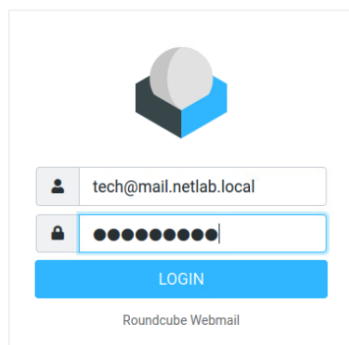 tech@mail.netlab.local
●●●●●●●●●
LOGIN
Roundcube Webmail